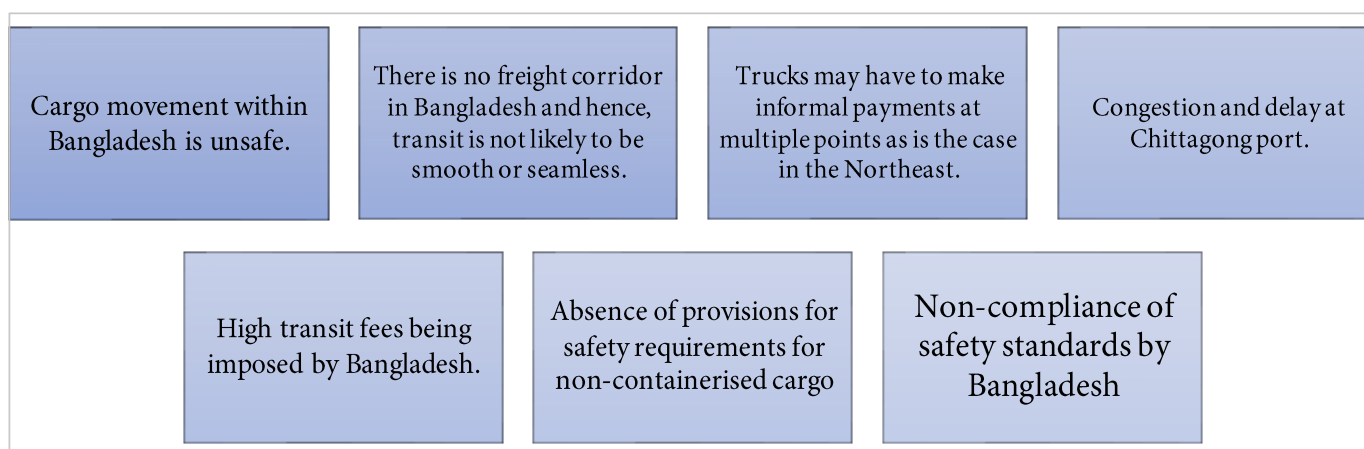 Cargo movement within
Bangladesh is unsafe.
There is no freight corridor
in Bangladesh and hence,
transit is not likely to be
smooth or seamless.
Trucks may have to make
informal payments at
multiple points as is the case
in the Northeast.
Congestion and delay at
Chittagong port.
High transit fees being
imposed by Bangladesh.
Absence of provisions for
safety requirements for
non-containerised cargo
Non-compliance of
safety standards by
Bangladesh